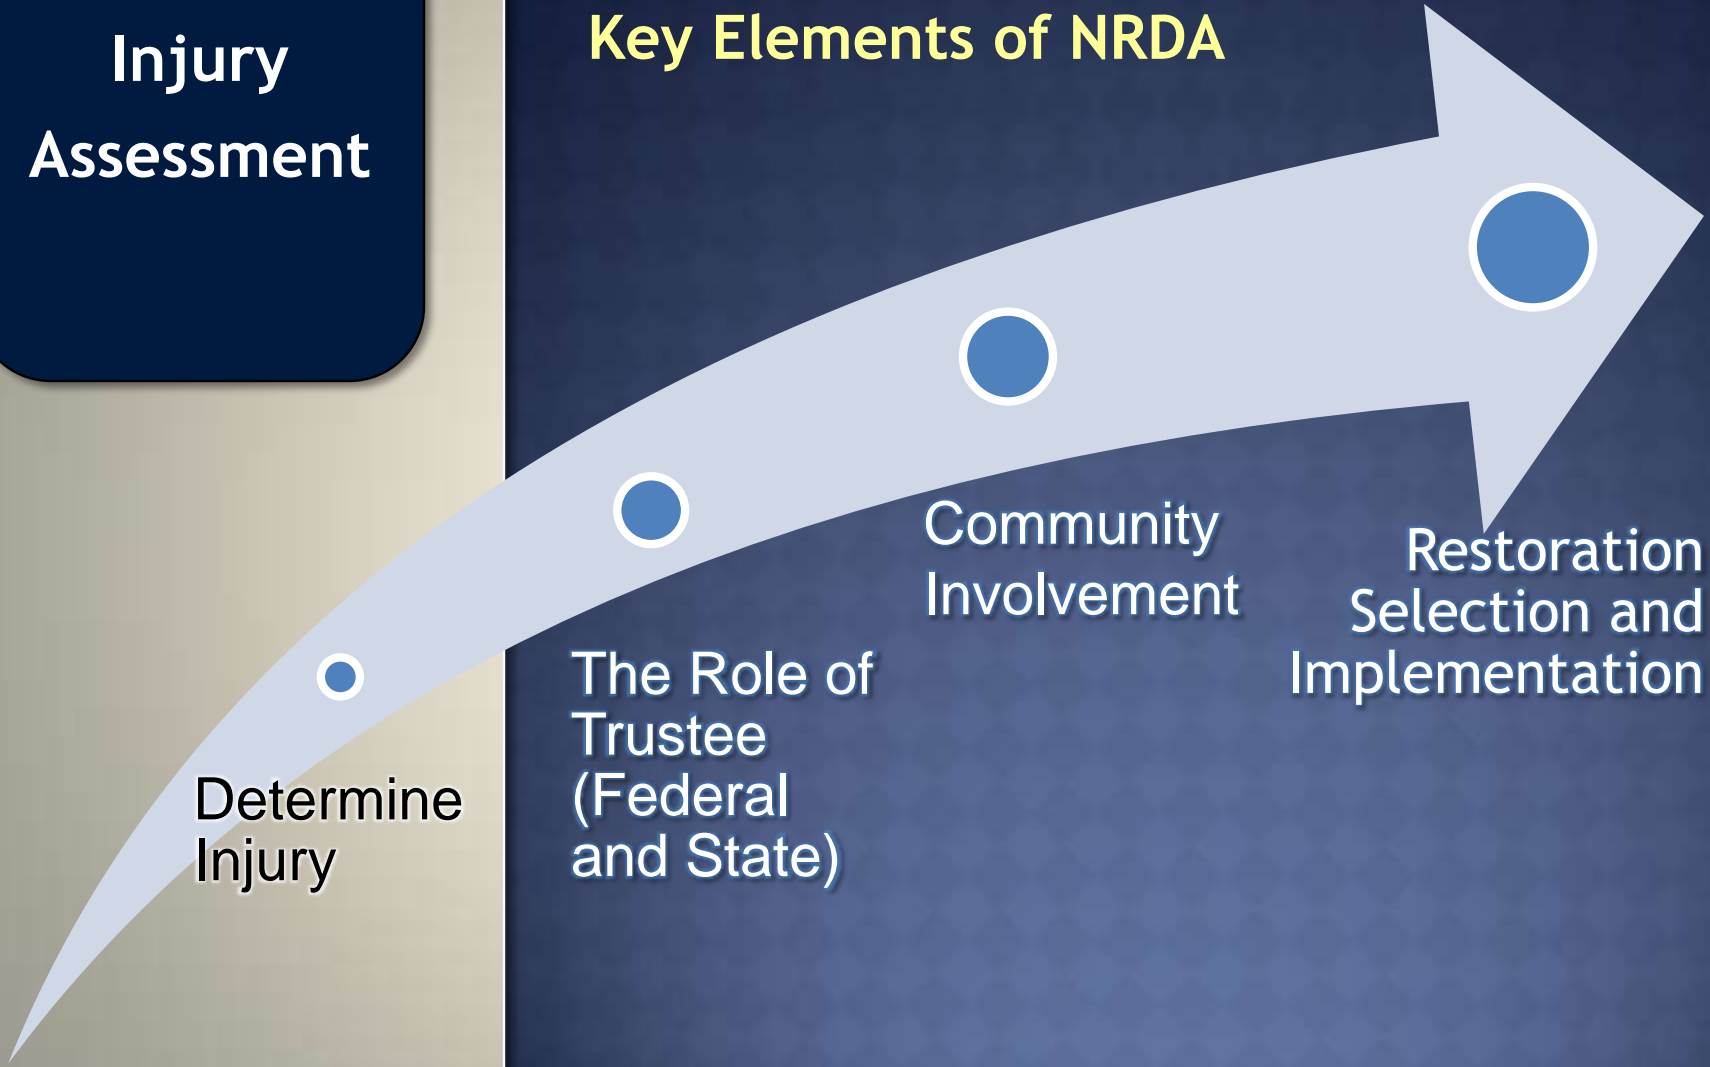 Injury
Assessment
Key Elements of NRDA
Determine
Injury
The Role of
Trustee
(Federal
and State)
Community
Involvement
Restoration
Selection and
Implementation